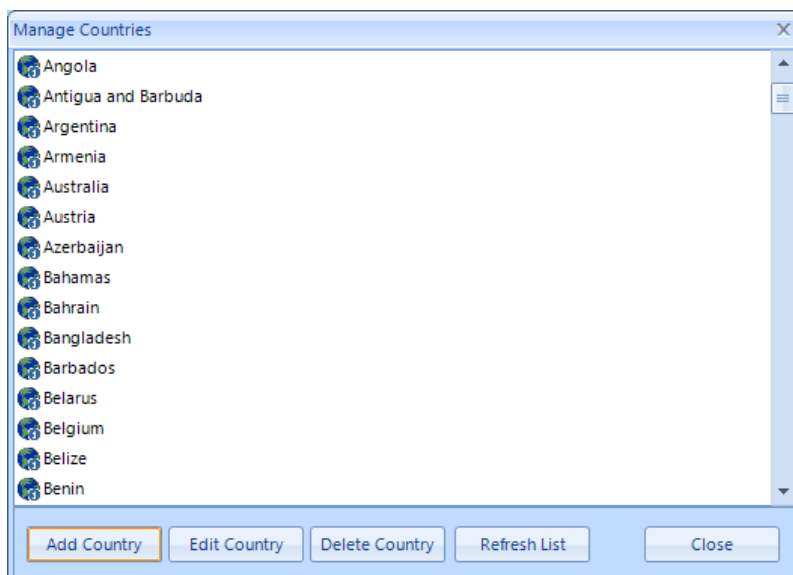 Manage Countries
Angola
Antigua and Barbuda
Argentina
Armenia
Australia
Austria
Azerbaijan
Bahamas
Bahrain
Bangladesh
Barbados
Belarus
Belgium
Belize
Benin
Add Country Edit Country Delete Country Refresh List Close